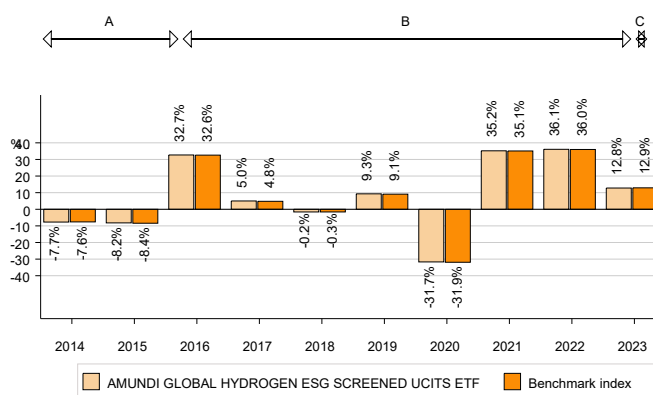 A B C
%
40
30
20
10
0
-10
-20
-30
-40
-7.7% -7.6% -8.2% -8.4% 32.7% 32.6% 5.0% 4.8% -0.2% -0.3% 9.3% 9.1% -31.7% -31.9% 35.2% 35.1% 36.1% 36.0% 12.8% 12.9%
2014 2015 2016 2017 2018 2019 2020 2021 2022 2023
AMUNDI GLOBAL HYDROGEN ESG SCREENED UCITS ETF Benchmark index